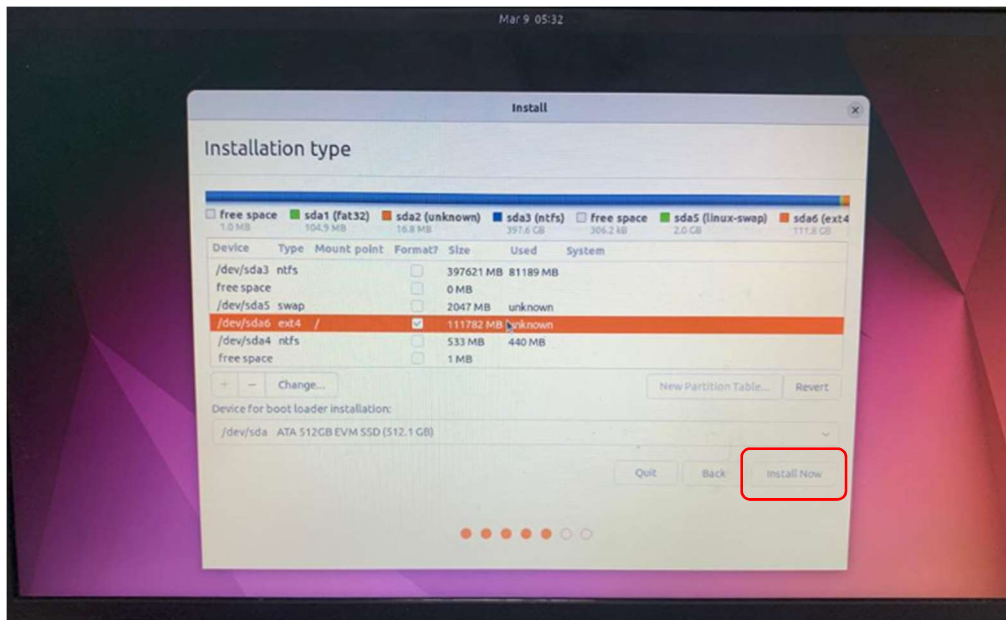 Mar 9 05:32
Install
Installation type
free space sda1 (fat32) sda2 (unknown) sda3 (ntfs) free space sda5 (linux-swap) sda6 (ext4
1.0 MB 104.9 MB 16.8 MB 397.6 GB 306.2 kB 2.0 GB 111.8 GB
Device Type Mount point Format? Size Used System
/dev/sda3 ntfs 397621 MB 81189 MB
free space 0 MB
/dev/sda5 swap 2047 MB unknown
/dev/sda6 ext4 / 111782 MB unknown
/dev/sda4 ntfs 533 MB 440 MB
free space 1 MB
+ - Change... New Partition Table... Revert
Device for boot loader installation:
/dev/sda ATA 512GB EVM SSD (512.1 GB)
Quit Back Install Now